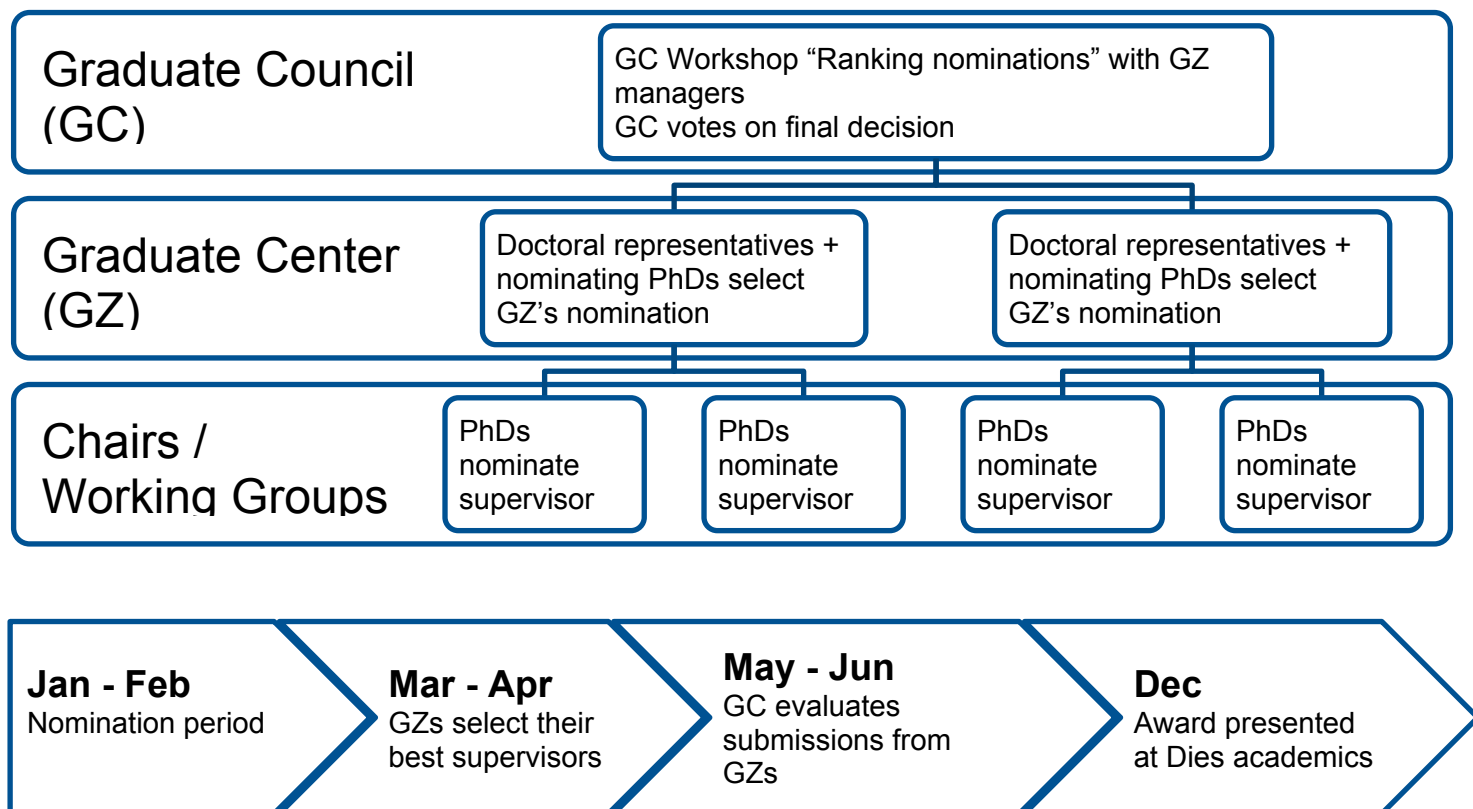 Graduate Council
(GC)
GC Workshop “Ranking nominations” with GZ
managers
GC votes on final decision
Graduate Center
(GZ)
Doctoral representatives +
nominating PhDs select
GZ’s nomination
Doctoral representatives +
nominating PhDs select
GZ’s nomination
Chairs /
Working Groups
PhDs
nominate
supervisor
PhDs
nominate
supervisor
PhDs
nominate
supervisor
PhDs
nominate
supervisor
Jan - Feb
Nomination period
Mar - Apr
GZs select their
best supervisors
May - Jun
GC evaluates
submissions from
GZs
Dec
Award presented
at Dies academics